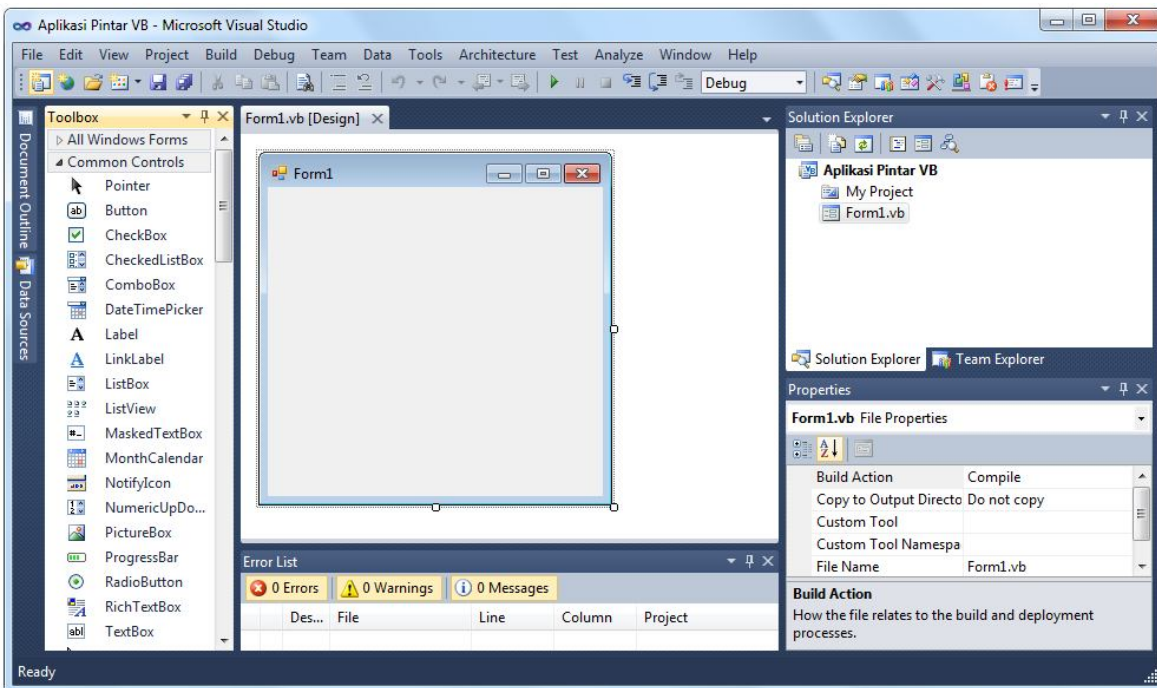 Aplikasi Pintar VB - Microsoft Visual Studio
File Edit View Project Build Debug Team Data Tools Architecture Test Analyze Window Help
Debug
Document Outline
Data Sources
Toolbox
All Windows Forms
Common Controls
Pointer
Button
CheckBox
CheckedListBox
ComboBox
DateTimePicker
Label
LinkLabel
ListBox
ListView
MaskedTextBox
MonthCalendar
NotifyIcon
NumericUpDo...
PictureBox
ProgressBar
RadioButton
RichTextBox
TextBox
Form1.vb [Design]
Form1
Error List
0 Errors 0 Warnings 0 Messages
Des... File Line Column Project
Solution Explorer
Aplikasi Pintar VB
My Project
Form1.vb
Solution Explorer Team Explorer
Properties
Form1.vb File Properties
Build Action Compile
Copy to Output Directo Do not copy
Custom Tool
Custom Tool Namespa
File Name Form1.vb
Build Action
How the file relates to the build and deployment
processes.
Ready